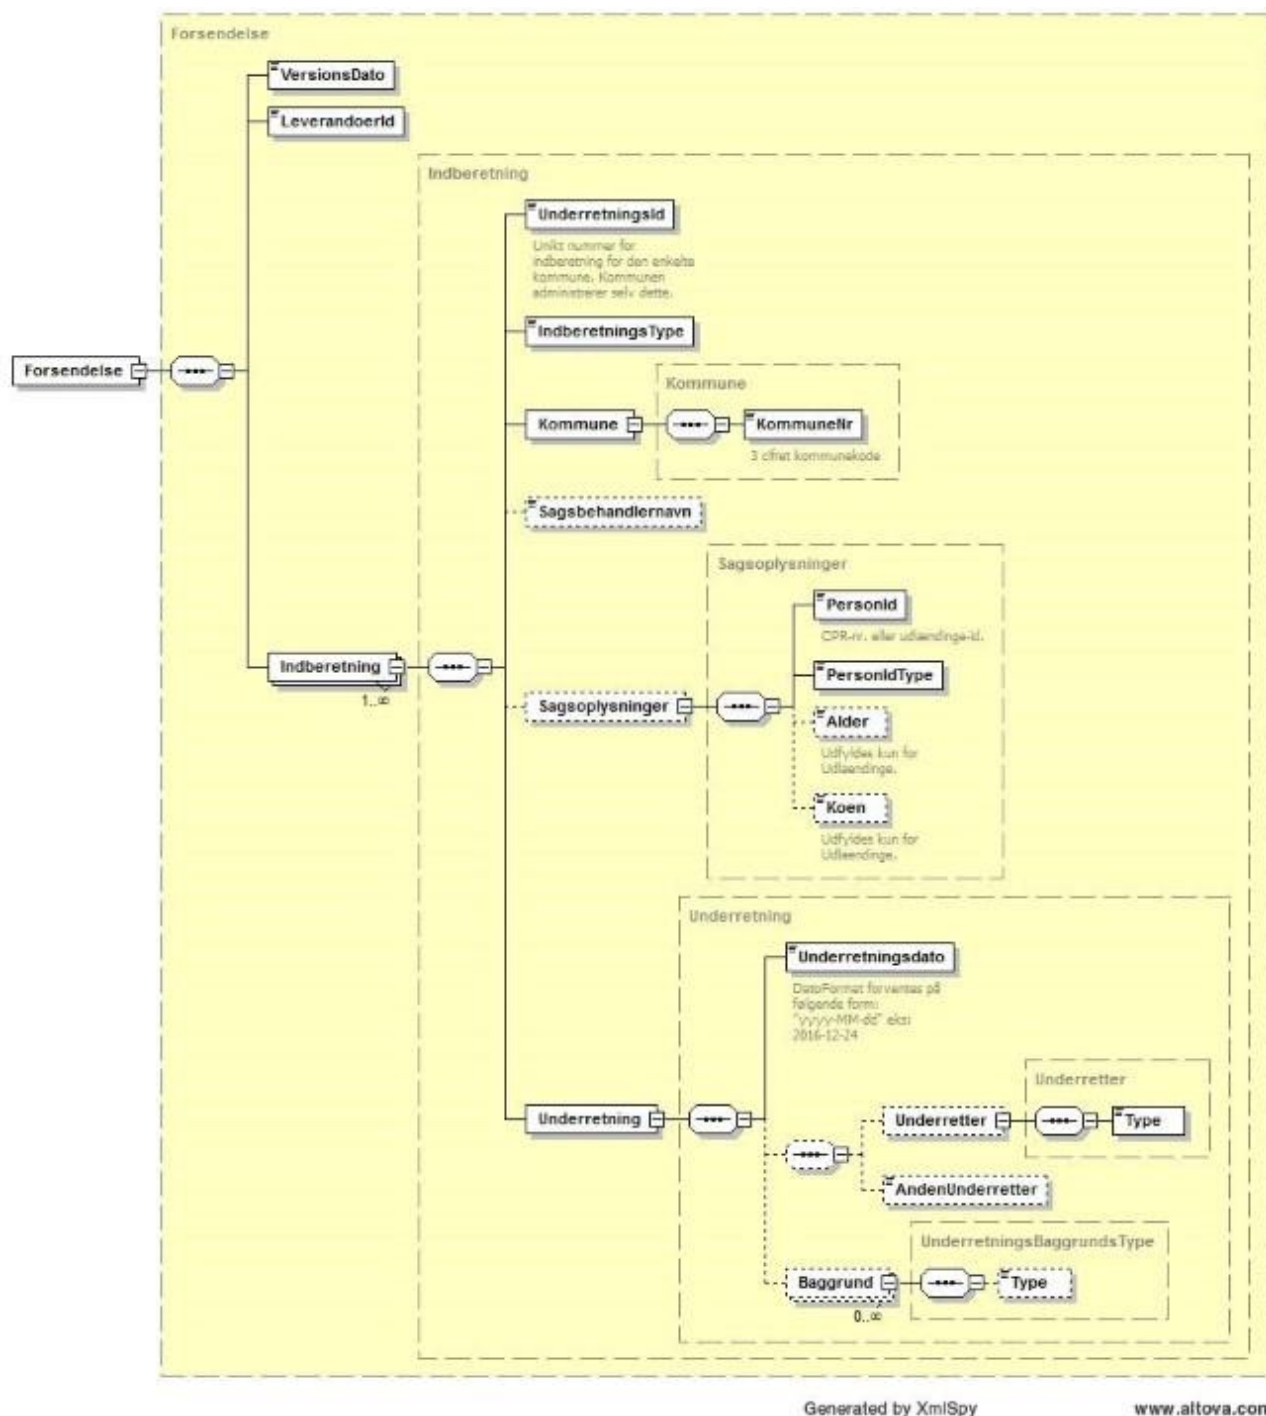 Forsendelse
VersionsDato
LeverandoerId
Indberetning
UnderretningsId
Unikt nummer for
indberetning for den enkelte
kommune. Kommunen
administrerer selv dette.
IndberetningsType
Forsendelse
Kommune
Kommune
KommuneNr
3 cifret kommunekode
Sagsbehandlernavn
Sagsoplysninger
PersonId
CPR-nr. eller udlændinge-id.
Indberetning
1..∞
PersonIdType
Sagsoplysninger
Alder
Udfyldes kun for
Udlaendinge.
Koen
Udfyldes kun for
Udlaendinge.
Underretning
Underretningsdato
DatoFormat forventes på
følgende form:
"yyyy-MM-dd" eks:
2016-12-24
Underretter
Underretning
Underretter
Type
AndenUnderretter
UnderretningsBaggrundsType
Baggrund
0..∞
Type
Generated by XmlSpy
www.altova.com